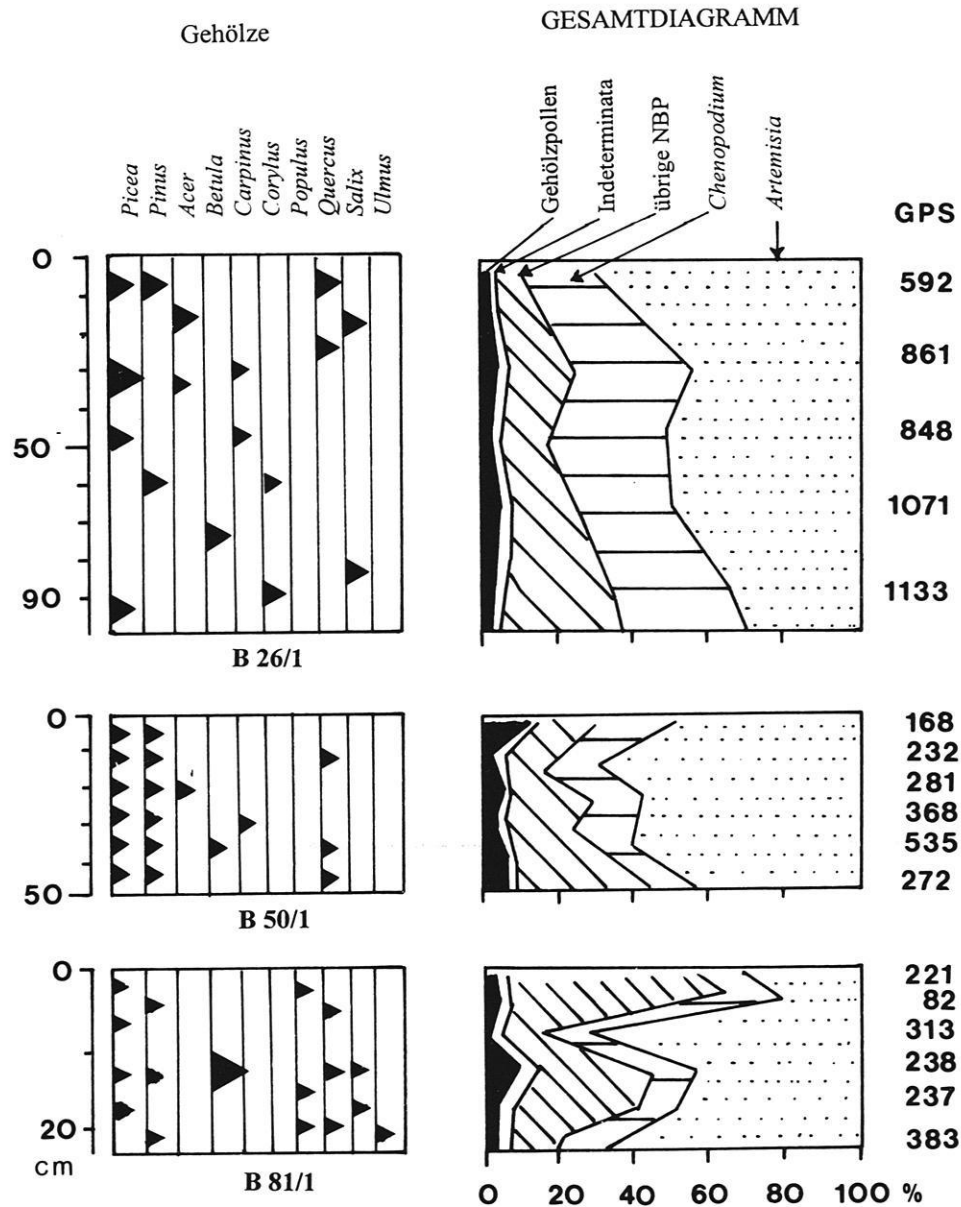 Gehölze
GESAMTDIAGRAMM
Picea
Pinus
Acer
Betula
Carpinus
Corylus
Populus
Quercus
Salix
Ulmus
Gehölzpollen
Indeterminata
übrige NBP
Chenopodium
Artemisia
GPS
0
50
90
592
861
848
1071
1133
B 26/1
0
50
168
232
281
368
535
272
B 50/1
0
20
cm
221
82
313
238
237
383
B 81/1
0 20 40 60 80 100 %